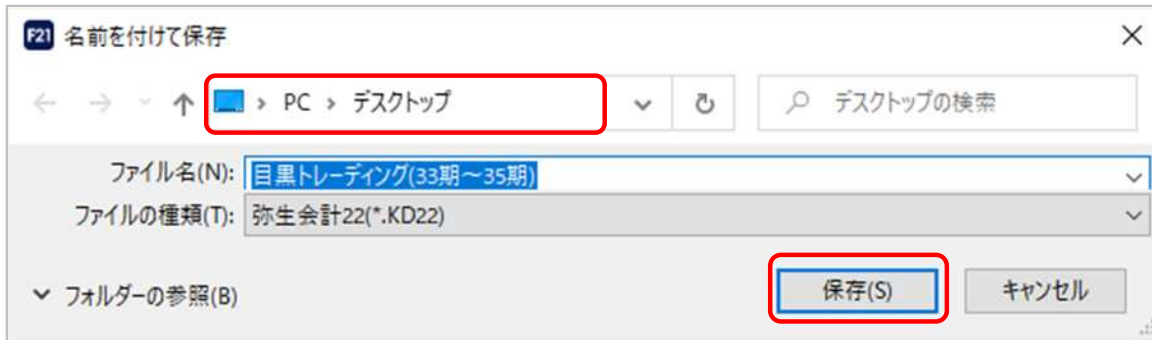 F21 名前を付けて保存
PC › デスクトップ
デスクトップの検索
ファイル名(N): 目黒トレーディング(33期～35期)
ファイルの種類(T): 弥生会計22(*.KD22)
フォルダーの参照(B)
保存(S) キャンセル